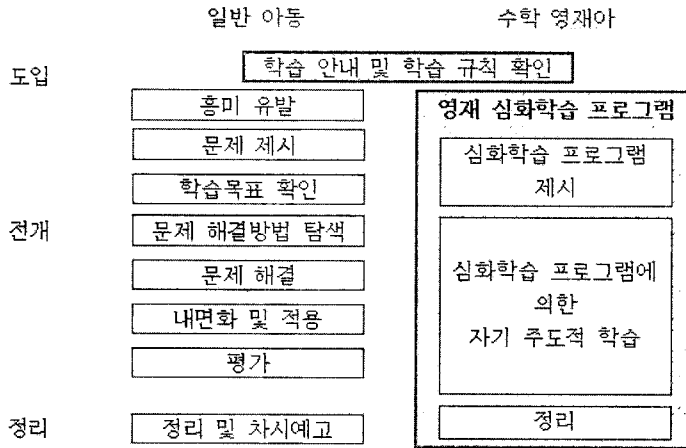 일반 아동
수학 영재아
도입
학습 안내 및 학습 규칙 확인
흥미 유발
문제 제시
학습목표 확인
전개
문제 해결방법 탐색
문제 해결
내면화 및 적용
평가
정리
정리 및 차시예고
영재 심화학습 프로그램
심화학습 프로그램
제시
심화학습 프로그램에
의한
자기 주도적 학습
정리